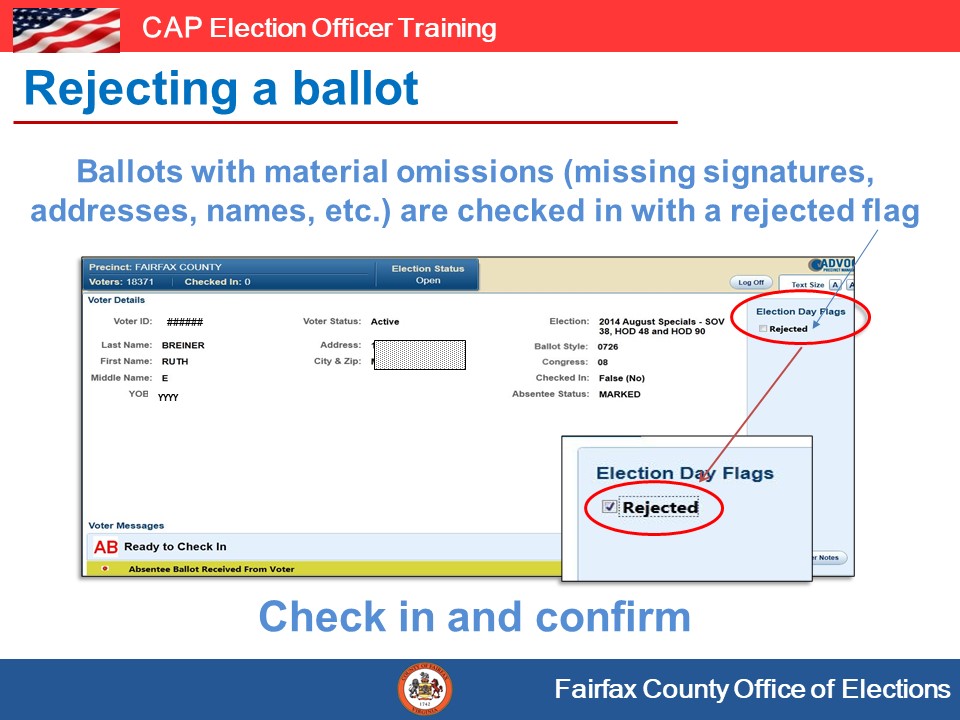 CAP Election Officer Training
Rejecting a ballot
Ballots with material omissions (missing signatures,
addresses, names, etc.) are checked in with a rejected flag
Precinct: FAIRFAX COUNTY
Voters: 18371 | Checked In: 0
Election Status
Open
ADVO
Log Off
Text Size A A
Voter Details
Voter ID: ######
Voter Status: Active
Election: 2014 August Specials - SOV
38, HOD 48 and HOD 90
Last Name: BREINER
Address:
Ballot Style: 0726
First Name: RUTH
City & Zip:
Congress: 08
Middle Name: E
Checked In: False (No)
YOB YYYY
Absentee Status: MARKED
Election Day Flags
Rejected
Election Day Flags
Rejected
Voter Messages
AB Ready to Check In
Absentee Ballot Received From Voter
Notes
Check in and confirm
COUNTY OF FAIRFAX
VIRGINIA
1742
Fairfax County Office of Elections